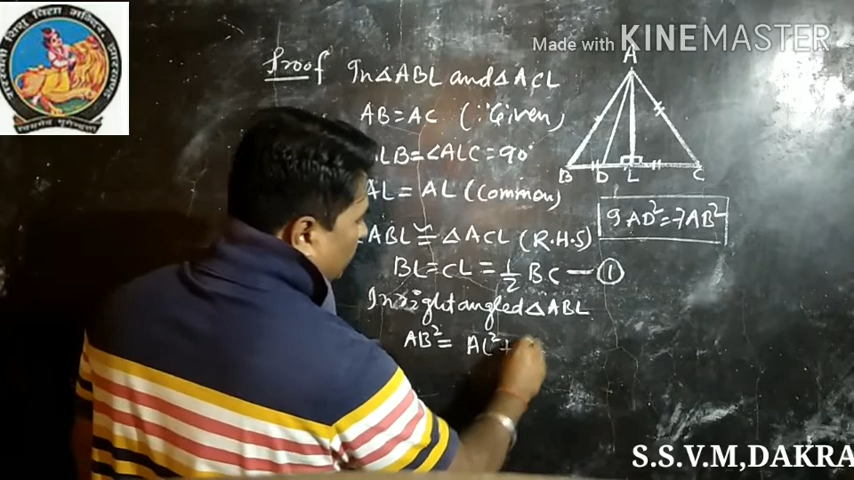 Made with KINEMASTER
Proof In △ABL and △ACL
AB = AC (∵Given)
LB = ∠ALC = 90°
AL = AL (Common)
ABL ≅ △ACL (R.H.S)
BL = CL = 1/2 BC — ①
In right angled △ABL
AB² = AL² +
A
B D L C
9AD² = 7AB²
S.S.V.M,DAKRA